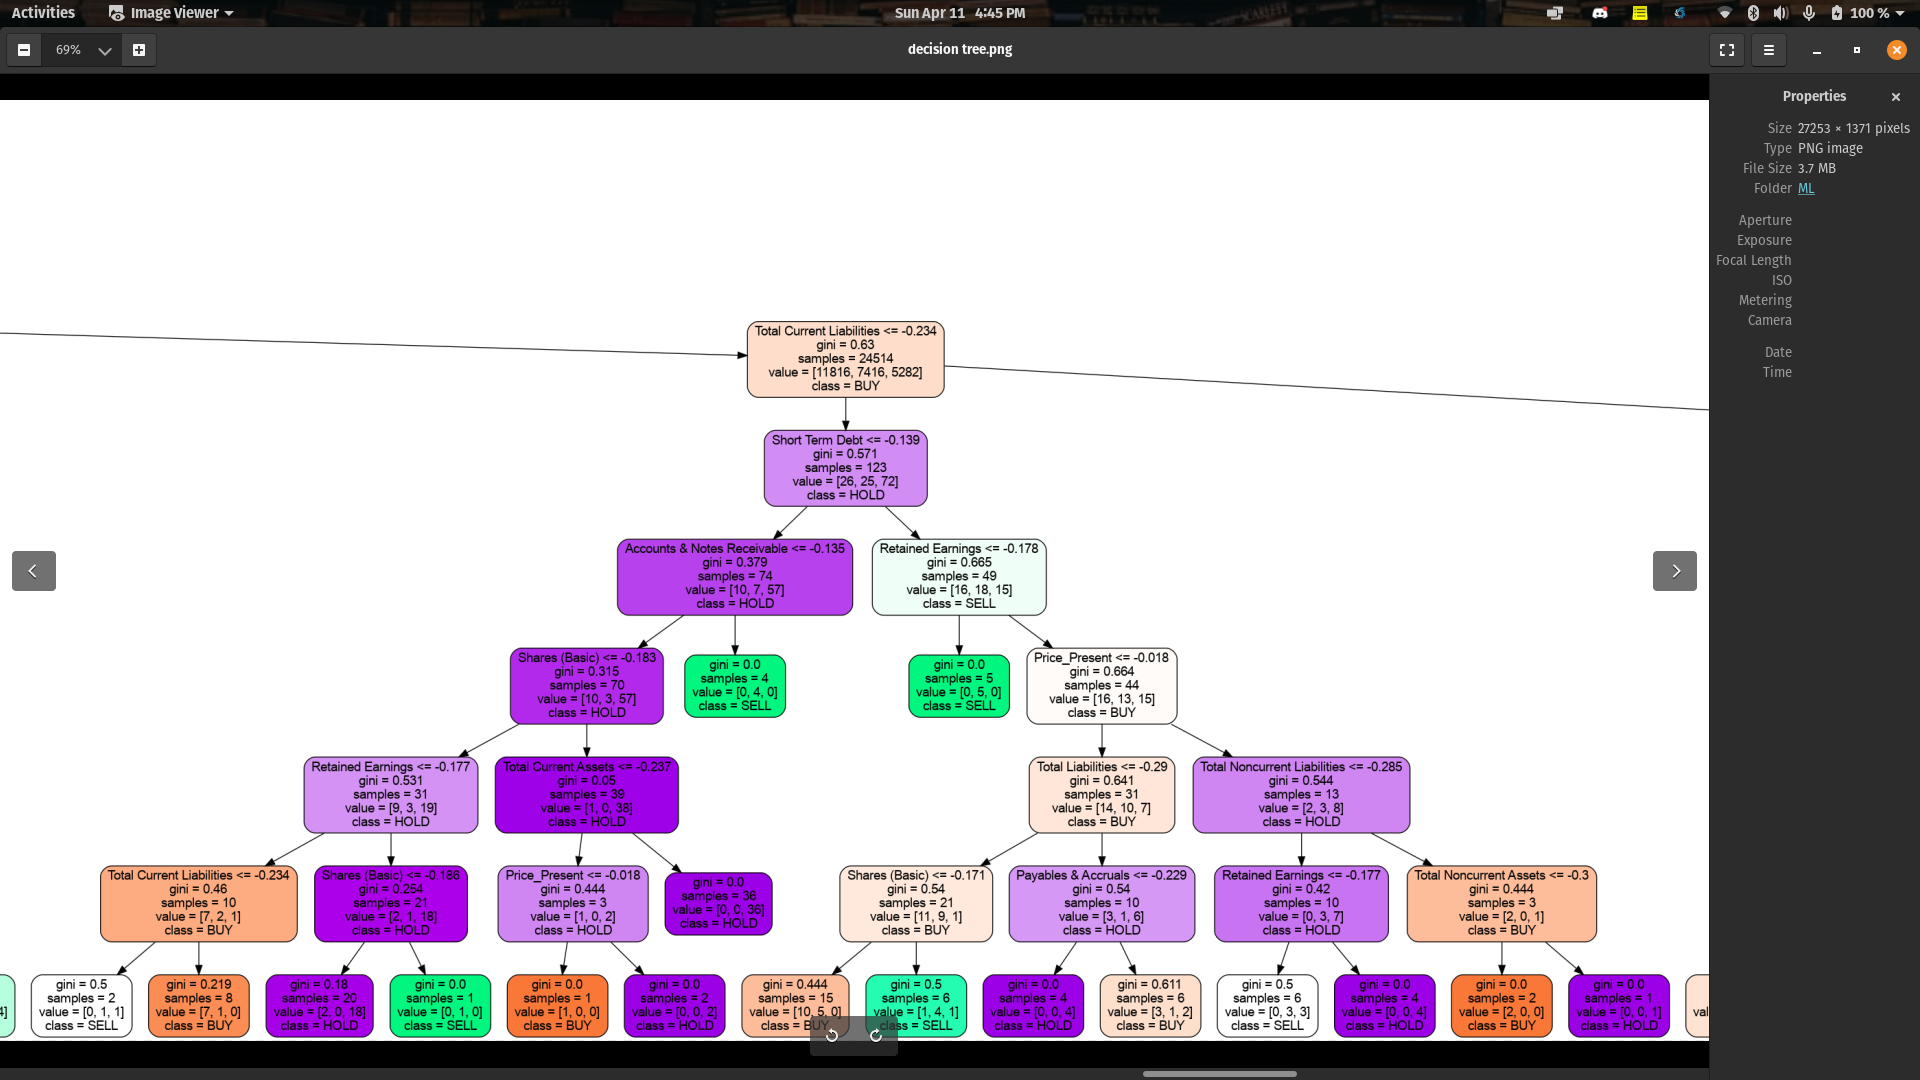 Activities
Image Viewer
Sun Apr 11 4:45 PM
100 %
69%
decision tree.png
Properties
Size 27253 × 1371 pixels
Type PNG image
File Size 3.7 MB
Folder ML
Aperture
Exposure
Focal Length
ISO
Metering
Camera
Date
Time
Total Current Liabilities <= -0.234
gini = 0.63
samples = 24514
value = [11816, 7416, 5282]
class = BUY
Short Term Debt <= -0.139
gini = 0.571
samples = 123
value = [26, 25, 72]
class = HOLD
Accounts & Notes Receivable <= -0.135
gini = 0.379
samples = 74
value = [10, 7, 57]
class = HOLD
Retained Earnings <= -0.178
gini = 0.665
samples = 49
value = [16, 18, 15]
class = SELL
Shares (Basic) <= -0.183
gini = 0.315
samples = 70
value = [10, 3, 57]
class = HOLD
gini = 0.0
samples = 4
value = [0, 4, 0]
class = SELL
gini = 0.0
samples = 5
value = [0, 5, 0]
class = SELL
Price_Present <= -0.018
gini = 0.664
samples = 44
value = [16, 13, 15]
class = BUY
Retained Earnings <= -0.177
gini = 0.531
samples = 31
value = [9, 3, 19]
class = HOLD
Total Current Assets <= -0.237
gini = 0.05
samples = 39
value = [1, 0, 38]
class = HOLD
Total Liabilities <= -0.29
gini = 0.641
samples = 31
value = [14, 10, 7]
class = BUY
Total Noncurrent Liabilities <= -0.285
gini = 0.544
samples = 13
value = [2, 3, 8]
class = HOLD
Total Current Liabilities <= -0.234
gini = 0.46
samples = 10
value = [7, 2, 1]
class = BUY
Shares (Basic) <= -0.186
gini = 0.254
samples = 21
value = [2, 1, 18]
class = HOLD
Price_Present <= -0.018
gini = 0.444
samples = 3
value = [1, 0, 2]
class = HOLD
gini = 0.0
samples = 36
value = [0, 0, 36]
class = HOLD
Shares (Basic) <= -0.171
gini = 0.54
samples = 21
value = [11, 9, 1]
class = BUY
Payables & Accruals <= -0.229
gini = 0.54
samples = 10
value = [3, 1, 6]
class = HOLD
Retained Earnings <= -0.177
gini = 0.42
samples = 10
value = [0, 3, 7]
class = HOLD
Total Noncurrent Assets <= -0.3
gini = 0.444
samples = 3
value = [2, 0, 1]
class = BUY
4]
gini = 0.5
samples = 2
value = [0, 1, 1]
class = SELL
gini = 0.219
samples = 8
value = [7, 1, 0]
class = BUY
gini = 0.18
samples = 20
value = [2, 0, 18]
class = HOLD
gini = 0.0
samples = 1
value = [0, 1, 0]
class = SELL
gini = 0.0
samples = 1
value = [1, 0, 0]
class = BUY
gini = 0.0
samples = 2
value = [0, 0, 2]
class = HOLD
gini = 0.444
samples = 15
value = [10, 5, 0]
class = BUY
gini = 0.5
samples = 6
value = [1, 4, 1]
class = SELL
gini = 0.0
samples = 4
value = [0, 0, 4]
class = HOLD
gini = 0.611
samples = 6
value = [3, 1, 2]
class = BUY
gini = 0.5
samples = 6
value = [0, 3, 3]
class = SELL
gini = 0.0
samples = 4
value = [0, 0, 4]
class = HOLD
gini = 0.0
samples = 2
value = [2, 0, 0]
class = BUY
gini = 0.0
samples = 1
value = [0, 0, 1]
class = HOLD
val